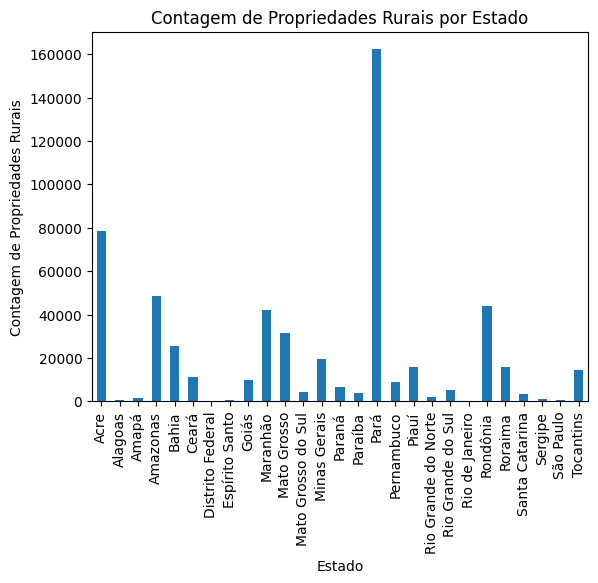 Contagem de Propriedades Rurais por Estado
Contagem de Propriedades Rurais
160000
140000
120000
100000
80000
60000
40000
20000
0
Acre
Alagoas
Amapá
Amazonas
Bahia
Ceará
Distrito Federal
Espírito Santo
Goiás
Maranhão
Mato Grosso
Mato Grosso do Sul
Minas Gerais
Paraná
Paraíba
Pará
Pernambuco
Piauí
Rio Grande do Norte
Rio Grande do Sul
Rio de Janeiro
Rondônia
Roraima
Santa Catarina
Sergipe
São Paulo
Tocantins
Estado